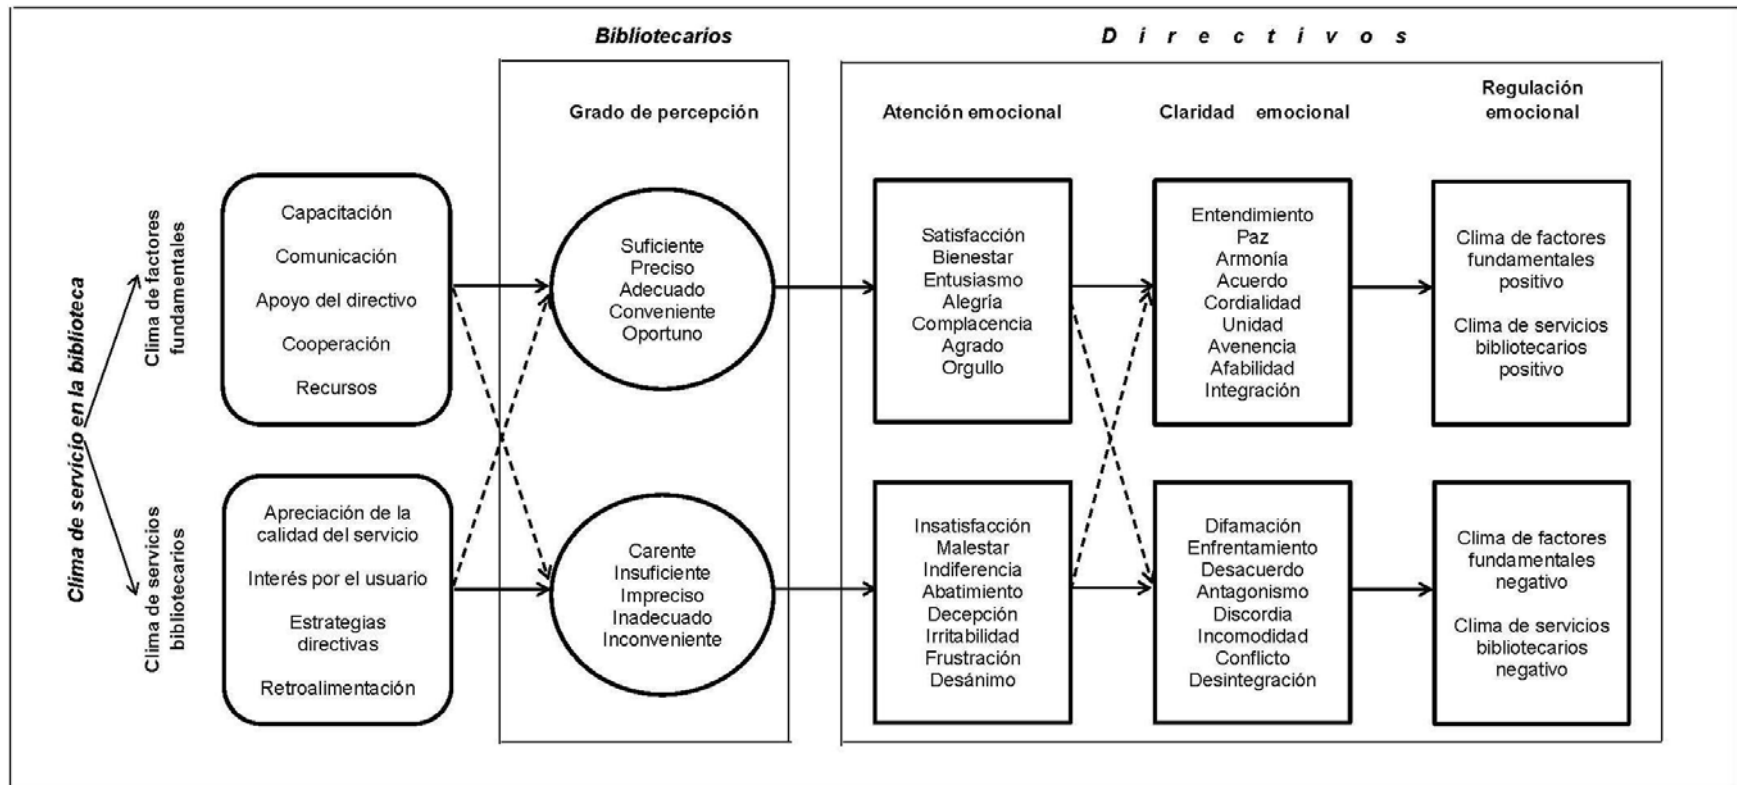 Bibliotecarios
D i r e c t i v o s
Grado de percepción
Atención emocional
Claridad emocional
Regulación
emocional
Clima de servicio en la biblioteca
Clima de factores
fundamentales
Capacitación
Comunicación
Apoyo del directivo
Cooperación
Recursos
Suficiente
Preciso
Adecuado
Conveniente
Oportuno
Satisfacción
Bienestar
Entusiasmo
Alegría
Complacencia
Agrado
Orgullo
Entendimiento
Paz
Armonía
Acuerdo
Cordialidad
Unidad
Avenencia
Afabilidad
Integración
Clima de factores
fundamentales
positivo
Clima de servicios
bibliotecarios
positivo
Clima de servicios
bibliotecarios
Apreciación de la
calidad del servicio
Interés por el usuario
Estrategias
directivas
Retroalimentación
Carente
Insuficiente
Impreciso
Inadecuado
Inconveniente
Insatisfacción
Malestar
Indiferencia
Abatimiento
Decepción
Irritabilidad
Frustración
Desánimo
Difamación
Enfrentamiento
Desacuerdo
Antagonismo
Discordia
Incomodidad
Conflicto
Desintegración
Clima de factores
fundamentales
negativo
Clima de servicios
bibliotecarios
negativo